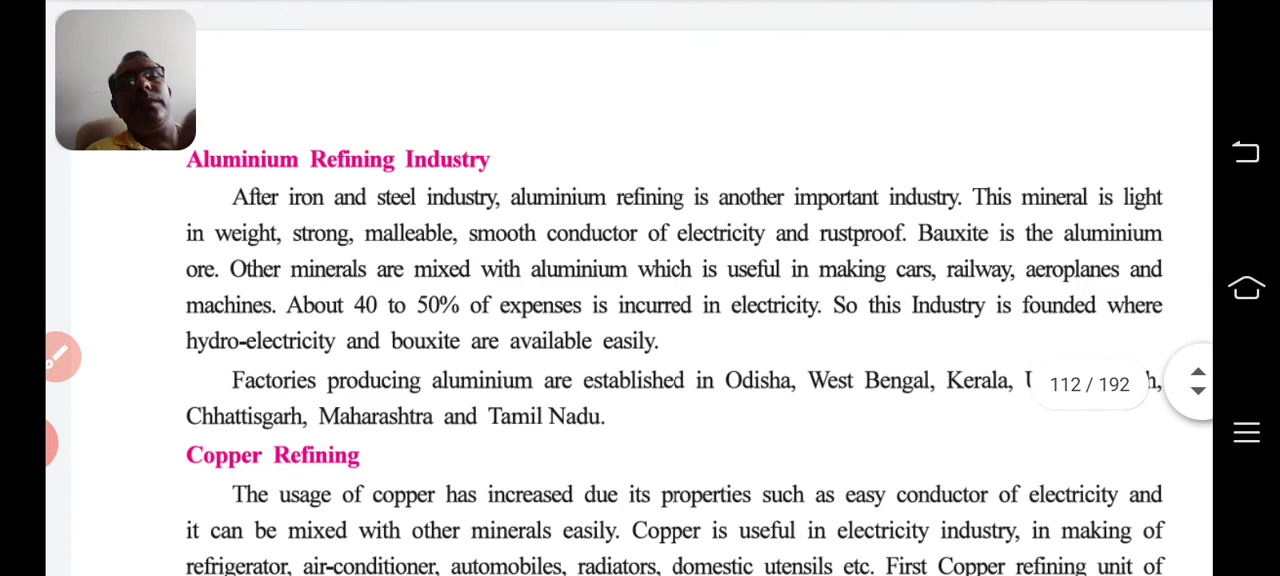 Aluminium Refining Industry
After iron and steel industry, aluminium refining is another important industry. This mineral is light
in weight, strong, malleable, smooth conductor of electricity and rustproof. Bauxite is the aluminium
ore. Other minerals are mixed with aluminium which is useful in making cars, railway, aeroplanes and
machines. About 40 to 50% of expenses is incurred in electricity. So this Industry is founded where
hydro-electricity and bouxite are available easily.
Factories producing aluminium are established in Odisha, West Bengal, Kerala,
112 / 192
Chhattisgarh, Maharashtra and Tamil Nadu.
Copper Refining
The usage of copper has increased due its properties such as easy conductor of electricity and
it can be mixed with other minerals easily. Copper is useful in electricity industry, in making of
refrigerator, air-conditioner, automobiles, radiators, domestic utensils etc. First Copper refining unit of